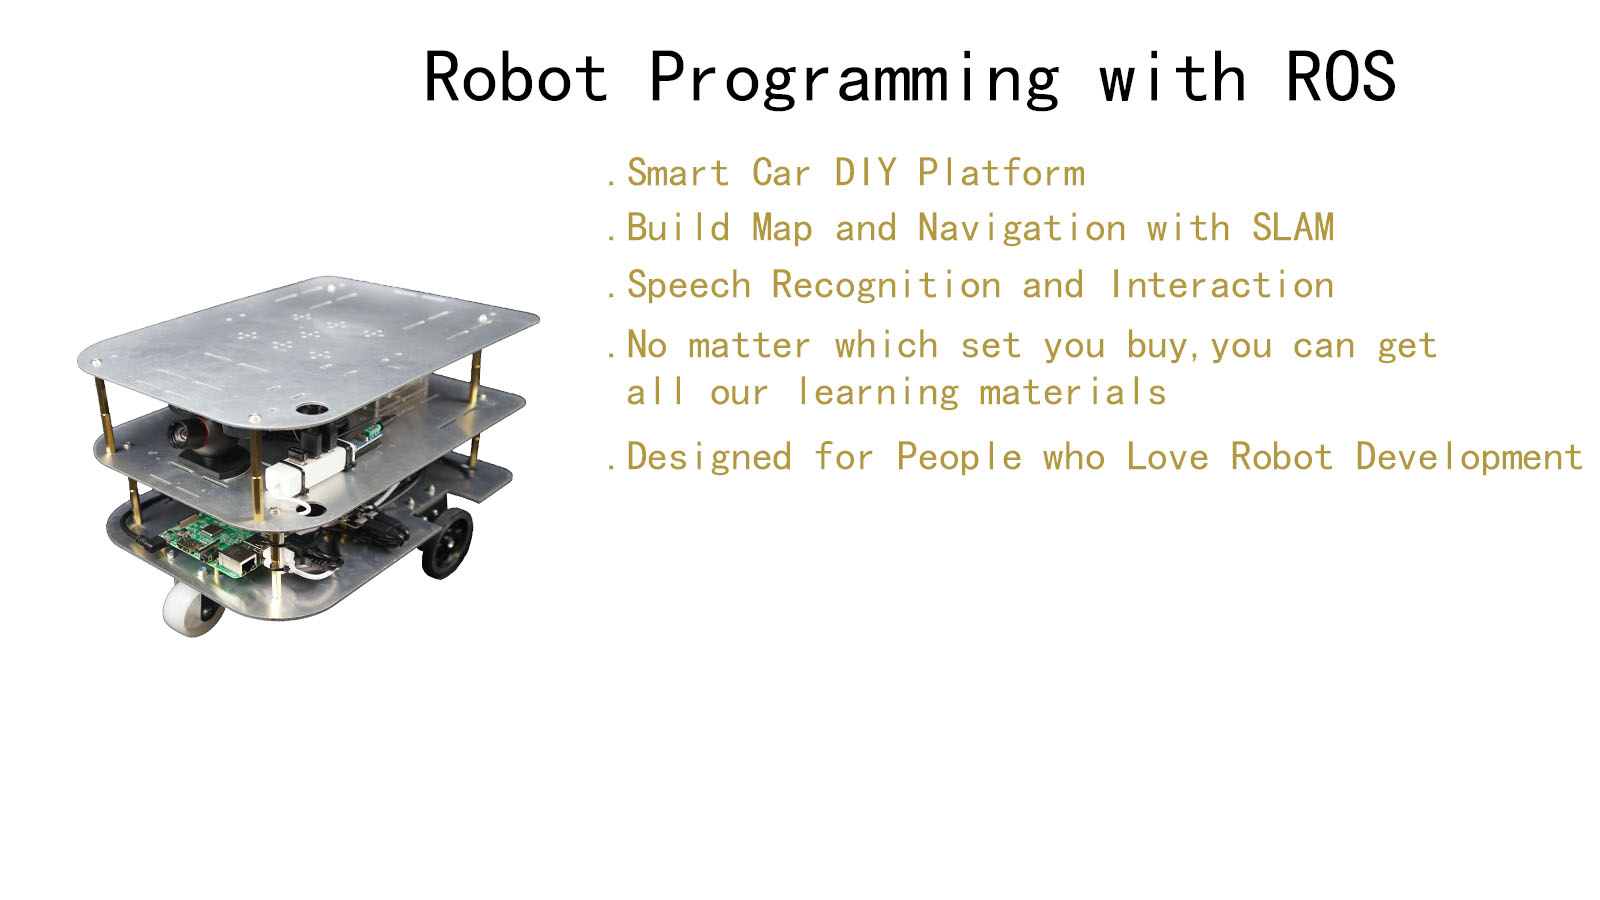 Robot Programming with ROS
.Smart Car DIY Platform
.Build Map and Navigation with SLAM
.Speech Recognition and Interaction
.No matter which set you buy,you can get
all our learning materials
.Designed for People who Love Robot Development